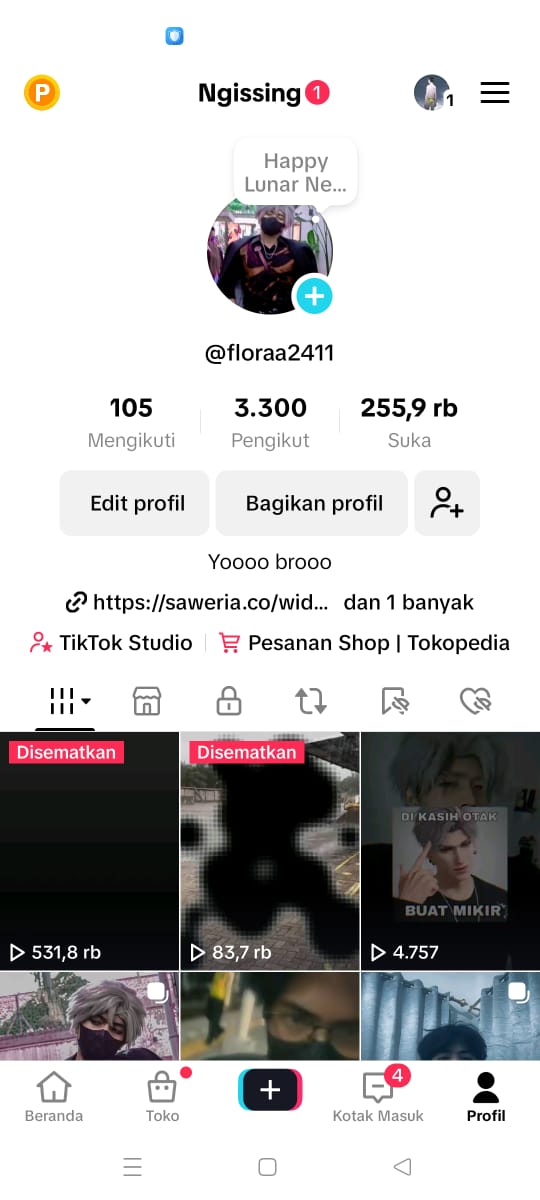 P
Ngissing 1
1
Happy
Lunar Ne...
@floraa2411
105 3.300 255,9 rb
Mengikuti Pengikut Suka
Edit profil Bagikan profil
Yoooo brooo
https://saweria.co/wid... dan 1 banyak
TikTok Studio | Pesanan Shop | Tokopedia
Disematkan Disematkan
DI KASIH OTAK
BUAT MIKIR
531,8 rb 83,7 rb 4.757
4
Beranda Toko Kotak Masuk Profil